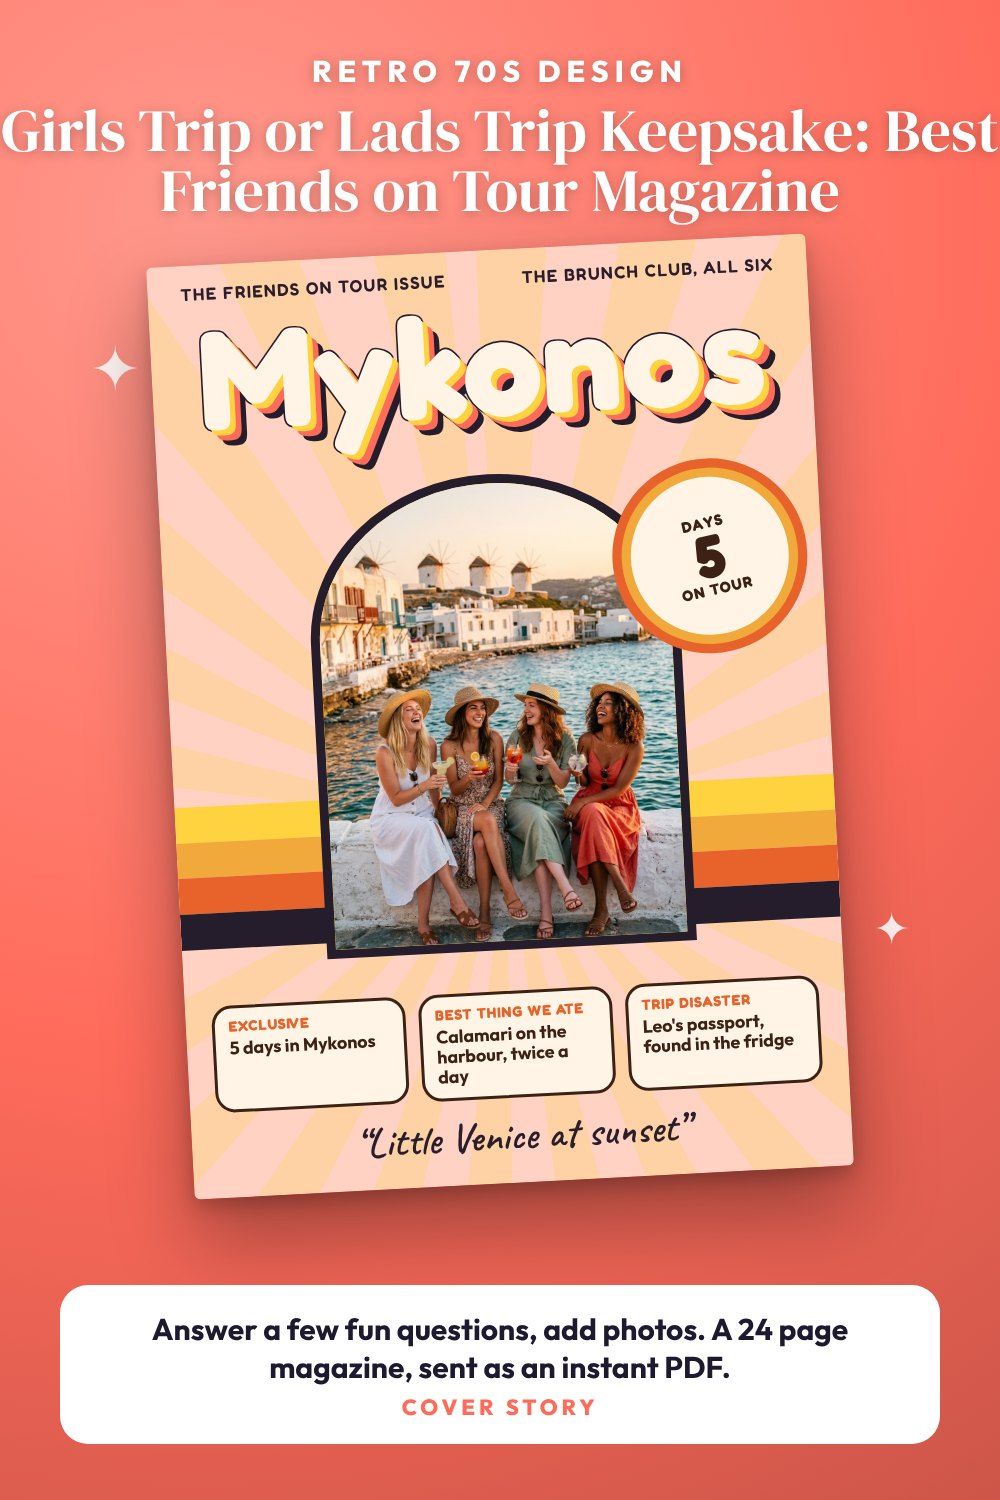 RETRO 70S DESIGN
Girls Trip or Lads Trip Keepsake: Best
Friends on Tour Magazine
THE FRIENDS ON TOUR ISSUE
THE BRUNCH CLUB, ALL SIX
Mykonos
DAYS
5
ON TOUR
EXCLUSIVE
5 days in Mykonos
BEST THING WE ATE
Calamari on the
harbour, twice a
day
TRIP DISASTER
Leo's passport,
found in the fridge
“Little Venice at sunset”
Answer a few fun questions, add photos. A 24 page
magazine, sent as an instant PDF.
COVER STORY